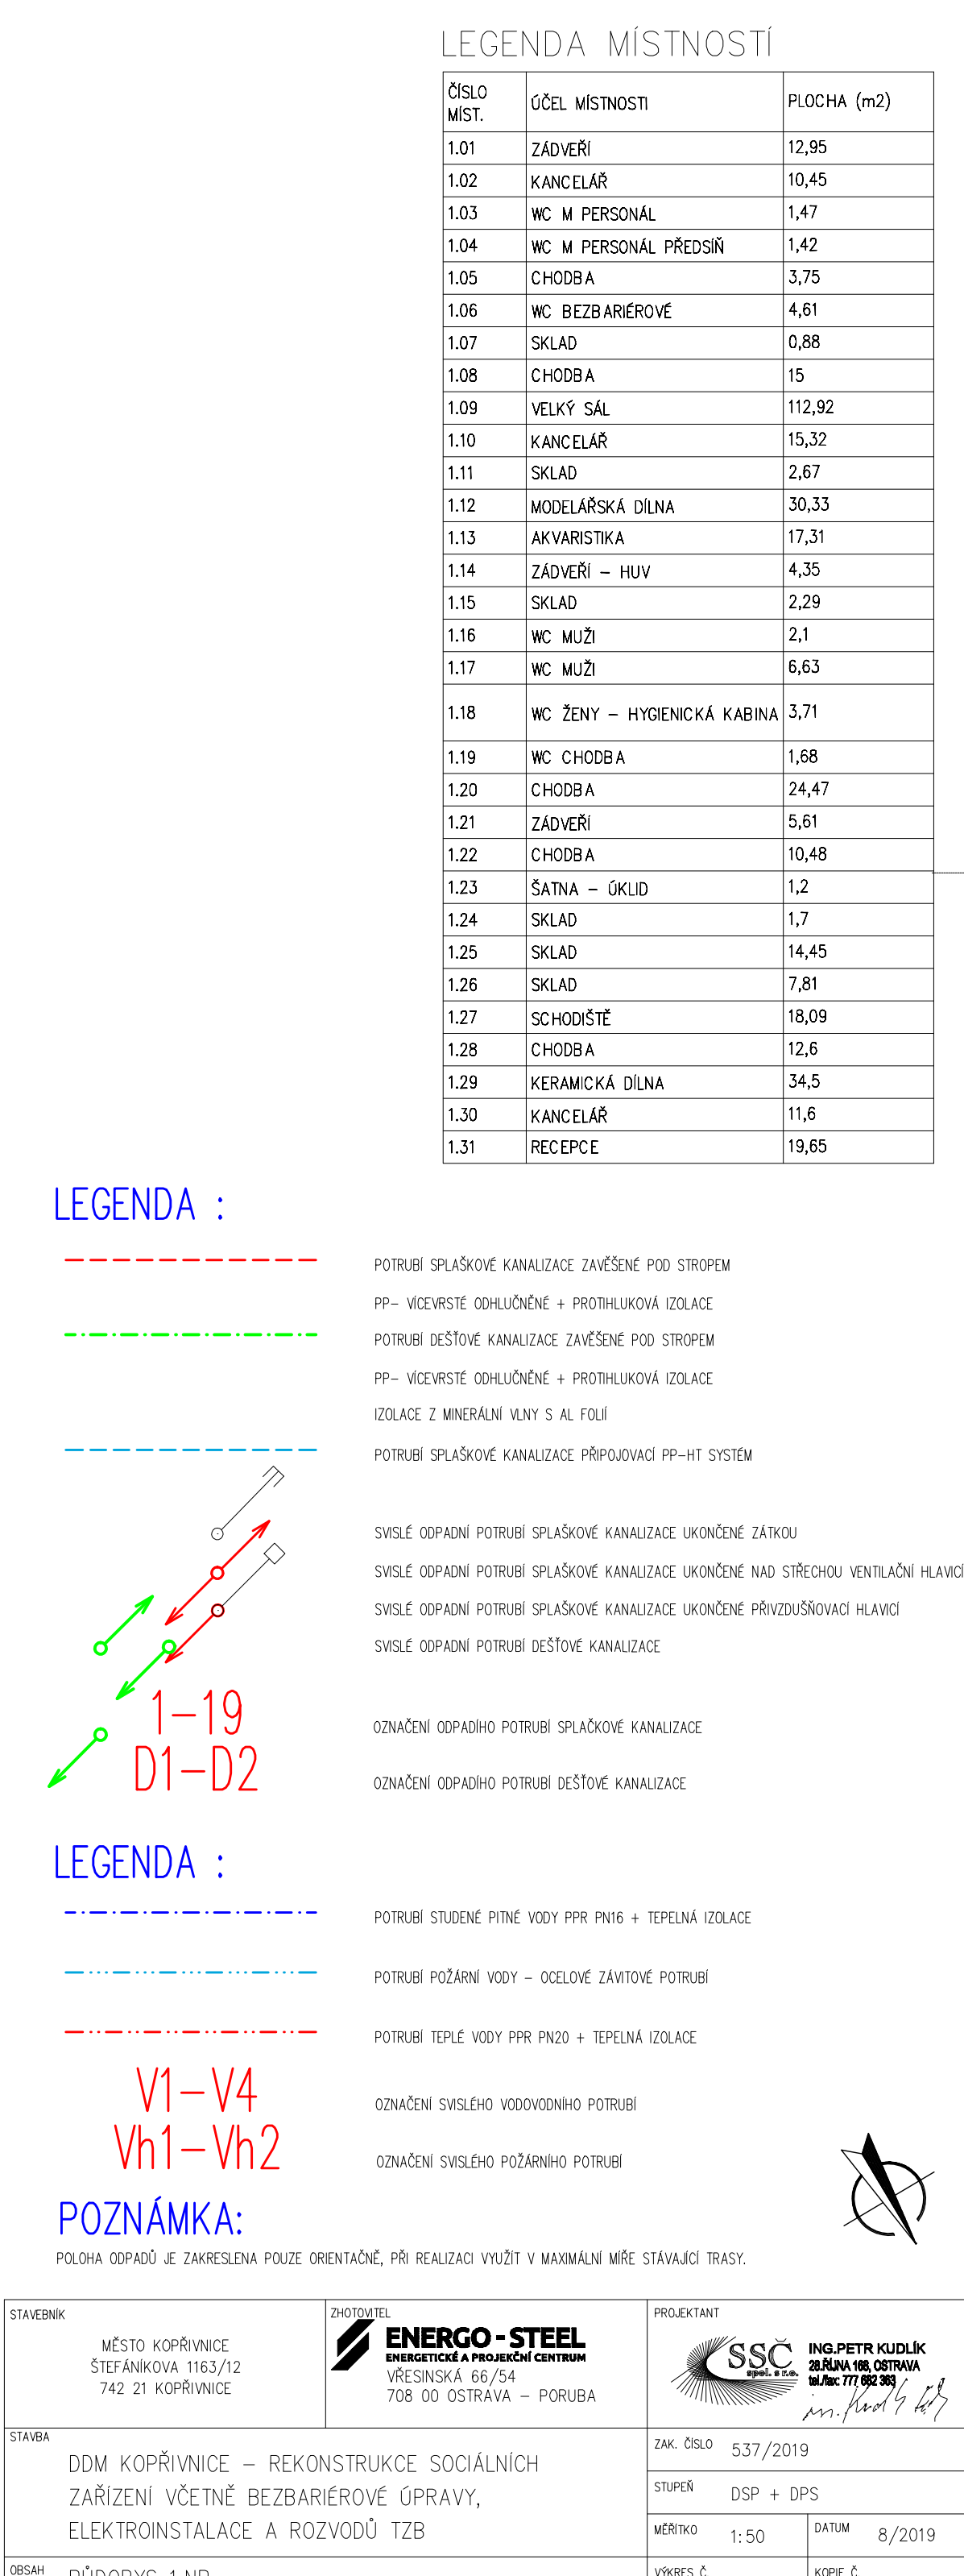 LEGENDA MÍSTNOSTÍ
ČÍSLO MÍST. ÚČEL MÍSTNOSTI PLOCHA (m2)
1.01 ZÁDVEŘÍ 12,95
1.02 KANCELÁŘ 10,45
1.03 WC M PERSONÁL 1,47
1.04 WC M PERSONÁL PŘEDSÍŇ 1,42
1.05 CHODBA 3,75
1.06 WC BEZBARIÉROVÉ 4,61
1.07 SKLAD 0,88
1.08 CHODBA 15
1.09 VELKÝ SÁL 112,92
1.10 KANCELÁŘ 15,32
1.11 SKLAD 2,67
1.12 MODELÁŘSKÁ DÍLNA 30,33
1.13 AKVARISTIKA 17,31
1.14 ZÁDVEŘÍ – HUV 4,35
1.15 SKLAD 2,29
1.16 WC MUŽI 2,1
1.17 WC MUŽI 6,63
1.18 WC ŽENY – HYGIENICKÁ KABINA 3,71
1.19 WC CHODBA 1,68
1.20 CHODBA 24,47
1.21 ZÁDVEŘÍ 5,61
1.22 CHODBA 10,48
1.23 ŠATNA – ÚKLID 1,2
1.24 SKLAD 1,7
1.25 SKLAD 14,45
1.26 SKLAD 7,81
1.27 SCHODIŠTĚ 18,09
1.28 CHODBA 12,6
1.29 KERAMICKÁ DÍLNA 34,5
1.30 KANCELÁŘ 11,6
1.31 RECEPCE 19,65
LEGENDA :
POTRUBÍ SPLAŠKOVÉ KANALIZACE ZAVĚŠENÉ POD STROPEM
PP– VÍCEVRSTÉ ODHLUČNĚNÉ + PROTIHLUKOVÁ IZOLACE
POTRUBÍ DEŠŤOVÉ KANALIZACE ZAVĚŠENÉ POD STROPEM
PP– VÍCEVRSTÉ ODHLUČNĚNÉ + PROTIHLUKOVÁ IZOLACE
IZOLACE Z MINERÁLNÍ VLNY S AL FOLIÍ
POTRUBÍ SPLAŠKOVÉ KANALIZACE PŘIPOJOVACÍ PP–HT SYSTÉM
SVISLÉ ODPADNÍ POTRUBÍ SPLAŠKOVÉ KANALIZACE UKONČENÉ ZÁTKOU
SVISLÉ ODPADNÍ POTRUBÍ SPLAŠKOVÉ KANALIZACE UKONČENÉ NAD STŘECHOU VENTILAČNÍ HLAVICÍ
SVISLÉ ODPADNÍ POTRUBÍ SPLAŠKOVÉ KANALIZACE UKONČENÉ PŘIVZDUŠŇOVACÍ HLAVICÍ
SVISLÉ ODPADNÍ POTRUBÍ DEŠŤOVÉ KANALIZACE
1–19 OZNAČENÍ ODPADÍHO POTRUBÍ SPLAČKOVÉ KANALIZACE
D1–D2 OZNAČENÍ ODPADÍHO POTRUBÍ DEŠŤOVÉ KANALIZACE
LEGENDA :
POTRUBÍ STUDENÉ PITNÉ VODY PPR PN16 + TEPELNÁ IZOLACE
POTRUBÍ POŽÁRNÍ VODY – OCELOVÉ ZÁVITOVÉ POTRUBÍ
POTRUBÍ TEPLÉ VODY PPR PN20 + TEPELNÁ IZOLACE
V1–V4 OZNAČENÍ SVISLÉHO VODOVODNÍHO POTRUBÍ
Vh1–Vh2 OZNAČENÍ SVISLÉHO POŽÁRNÍHO POTRUBÍ
POZNÁMKA:
POLOHA ODPADŮ JE ZAKRESLENA POUZE ORIENTAČNĚ, PŘI REALIZACI VYUŽÍT V MAXIMÁLNÍ MÍŘE STÁVAJÍCÍ TRASY.
STAVEBNÍK
MĚSTO KOPŘIVNICE
ŠTEFÁNIKOVA 1163/12
742 21 KOPŘIVNICE
ZHOTOVITEL
ENERGO - STEEL
ENERGETICKÉ A PROJEKČNÍ CENTRUM
VŘESINSKÁ 66/54
708 00 OSTRAVA – PORUBA
PROJEKTANT
SSČ
spol. s r.o.
ING.PETR KUDLÍK
28.ŘÍJNA 168, OSTRAVA
tel./fax: 777 682 363
STAVBA
DDM KOPŘIVNICE – REKONSTRUKCE SOCIÁLNÍCH
ZAŘÍZENÍ VČETNĚ BEZBARIÉROVÉ ÚPRAVY,
ELEKTROINSTALACE A ROZVODŮ TZB
ZAK. ČÍSLO 537/2019
STUPEŇ DSP + DPS
MĚŘÍTKO 1:50
DATUM 8/2019
OBSAH PŮDORYS 1.NP
VÝKRES Č.
KOPIE Č.